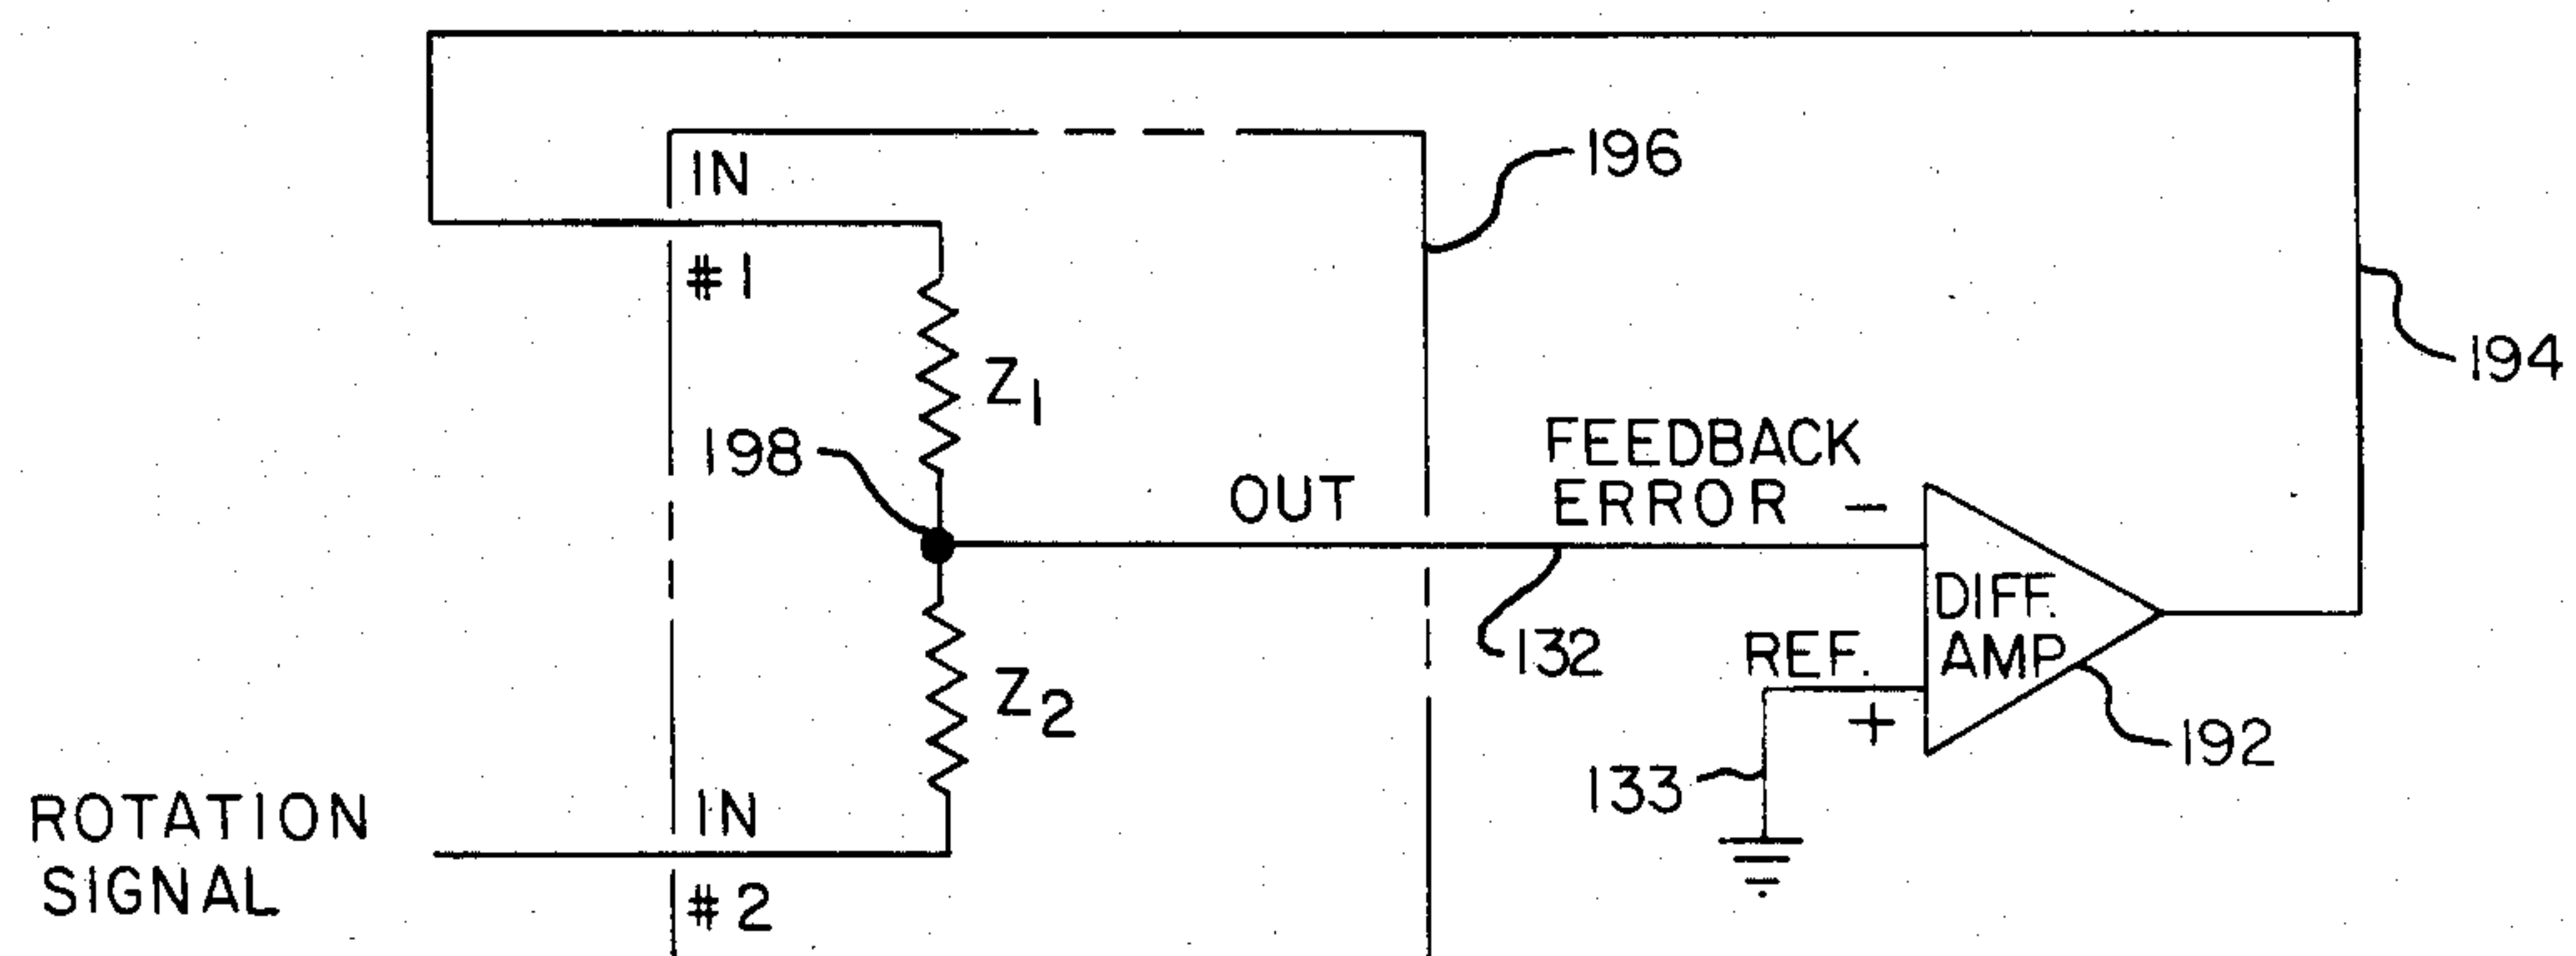 IN
196
#1
Z1
194
198
FEEDBACK
OUT
ERROR -
DIFF.
AMP
132
REF.
+
Z2
192
133
ROTATION
SIGNAL
IN
#2